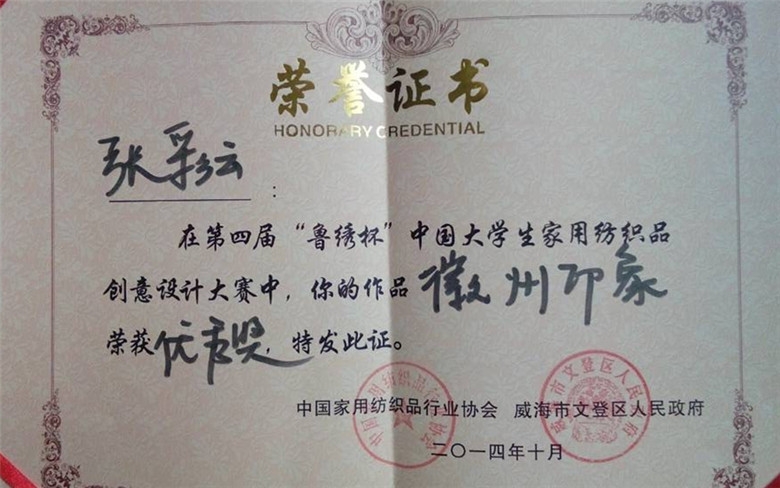 荣誉证书
HONORARY CREDENTIAL
张彩云：
在第四届“鲁绣杯”中国大学生家用纺织品
创意设计大赛中，你的作品徽州印象
荣获优秀奖，特发此证。
中国家用纺织品行业协会 威海市文登区人民政府
二〇一四年十月